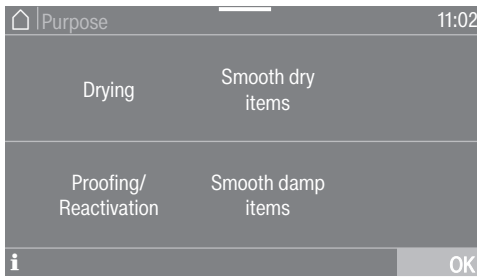 Purpose
11:02
Drying
Smooth dry
items
Proofing/
Reactivation
Smooth damp
items
i
OK